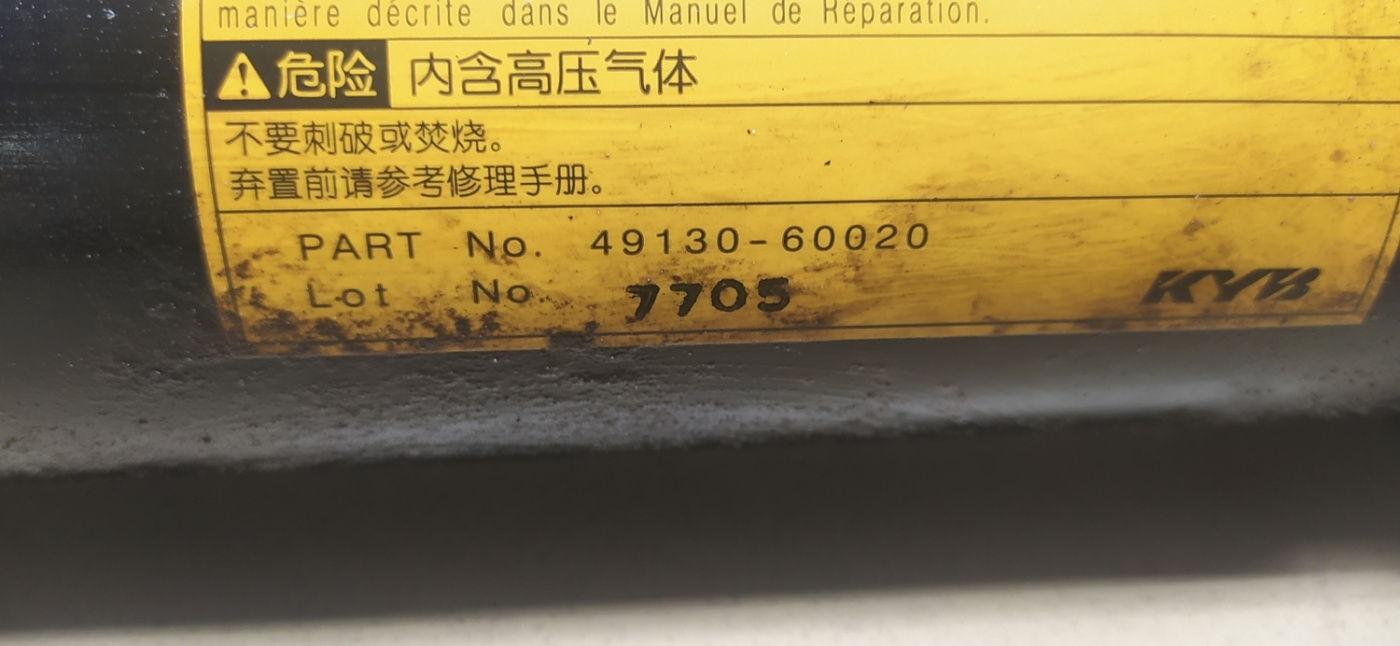 manière décrite dans le Manuel de Réparation.
危险 内含高压气体
不要刺破或焚烧。
弃置前请参考修理手册。
PART No. 49130-60020
Lot No. 7705
KYB